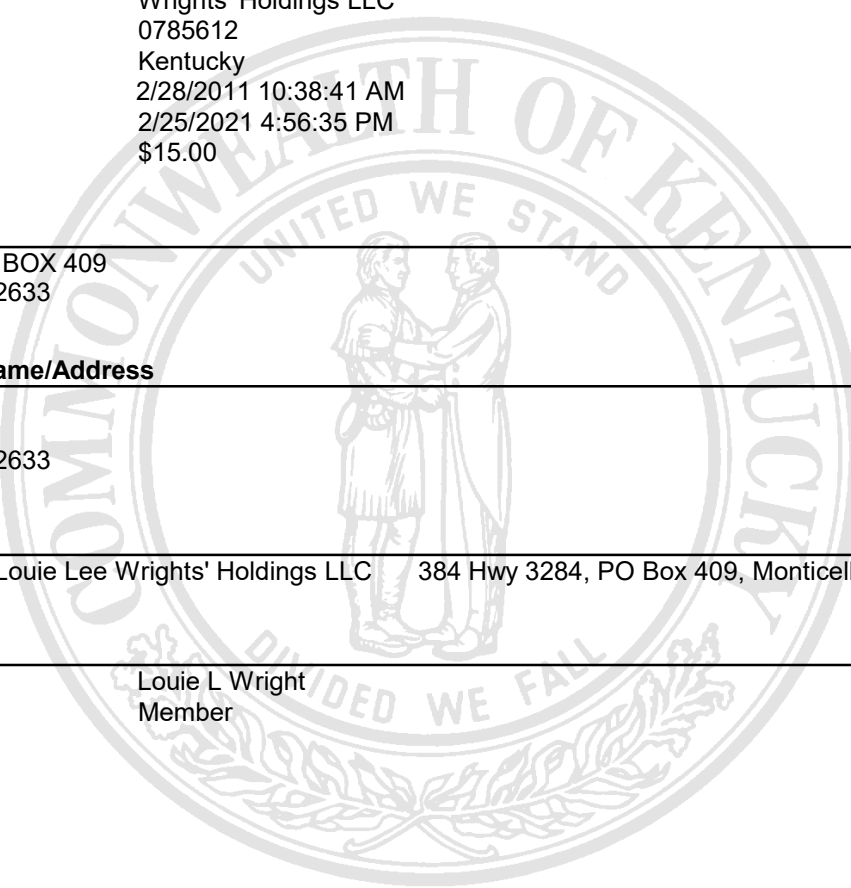 Wrights' Holdings LLC
0785612
Kentucky
2/28/2011 10:38:41 AM
2/25/2021 4:56:35 PM
$15.00
COMMONWEALTH OF KENTUCKY
UNITED WE STAND
BOX 409
2633
ame/Address
2633
Louie Lee Wrights' Holdings LLC 384 Hwy 3284, PO Box 409, Monticell
DIVIDED WE FALL
Louie L Wright
Member